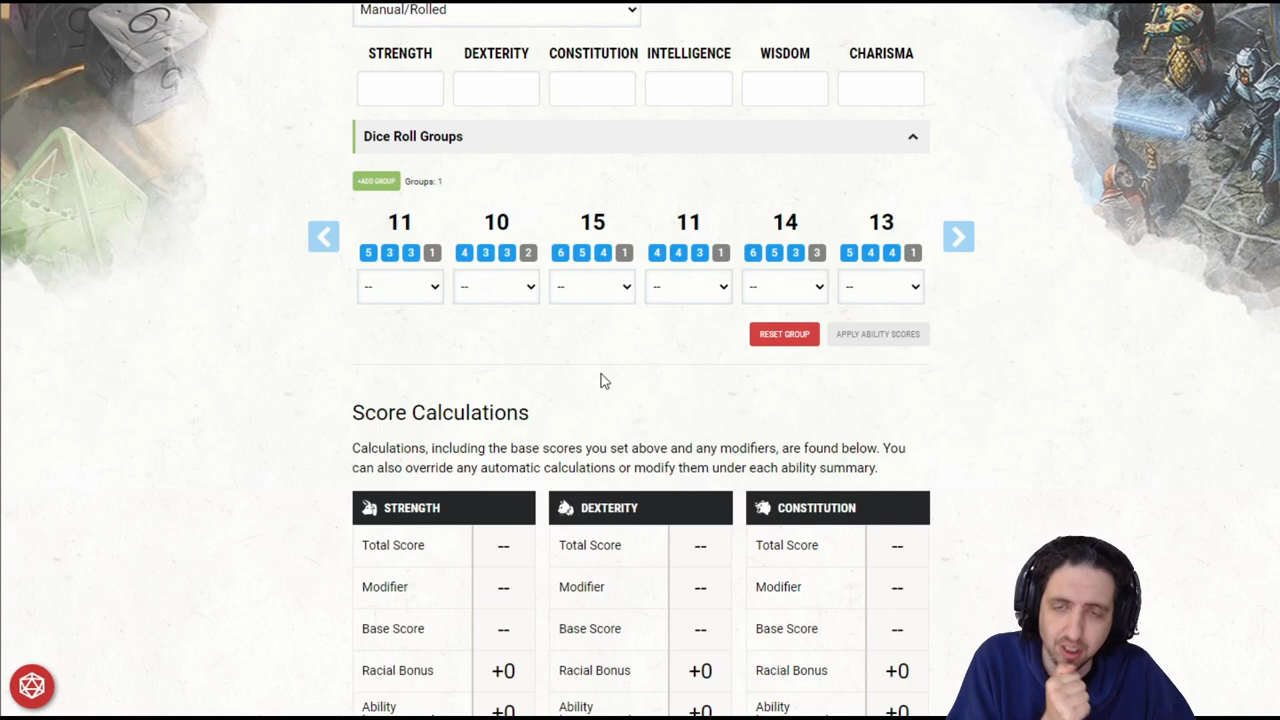 Manual/Rolled
STRENGTH DEXTERITY CONSTITUTION INTELLIGENCE WISDOM CHARISMA
Dice Roll Groups
+ADD GROUP Groups: 1
11 10 15 11 14 13
5 3 3 1 4 3 3 2 6 5 4 1 4 4 3 1 6 5 3 3 5 4 4 1
-- -- -- -- -- --
RESET GROUP APPLY ABILITY SCORES
Score Calculations
Calculations, including the base scores you set above and any modifiers, are found below. You
can also override any automatic calculations or modify them under each ability summary.
STRENGTH DEXTERITY CONSTITUTION
Total Score -- Total Score -- Total Score --
Modifier -- Modifier -- Modifier --
Base Score -- Base Score -- Base Score --
Racial Bonus +0 Racial Bonus +0 Racial Bonus +0
Ability +0 Ability +0 Ability +0